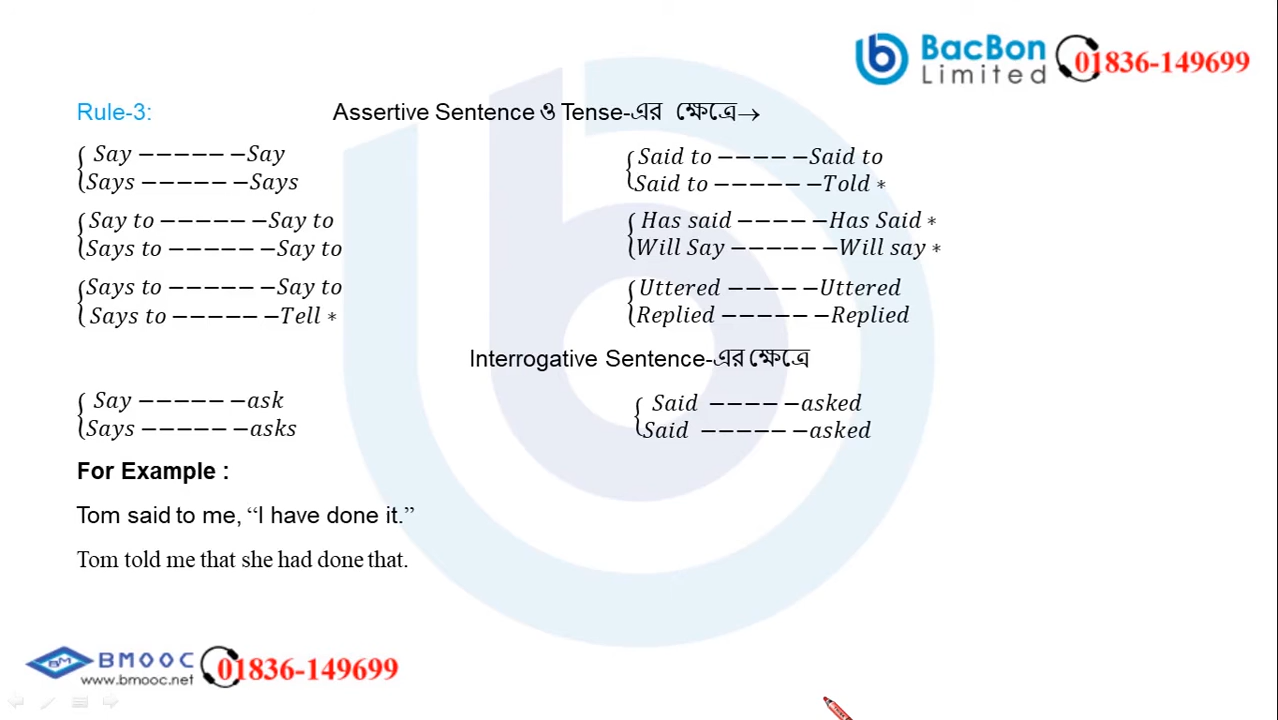 BacBon
Limited
01836-149699
Rule-3: Assertive Sentence ও Tense-এর ক্ষেত্রে→
Say −−−−−−Say
Says −−−−−−Says
Said to −−−−−Said to
Said to −−−−−−Told *
Say to −−−−−−Say to
Says to −−−−−−Say to
Has said −−−−−Has Said *
Will Say −−−−−−Will say *
Says to −−−−−−Say to
Says to −−−−−−Tell *
Uttered −−−−−Uttered
Replied −−−−−−Replied
Interrogative Sentence-এর ক্ষেত্রে
Say −−−−−−ask
Says −−−−−−asks
Said −−−−−asked
Said −−−−−−asked
For Example :
Tom said to me, “I have done it.”
Tom told me that she had done that.
BM BMOOC
www.bmooc.net
01836-149699